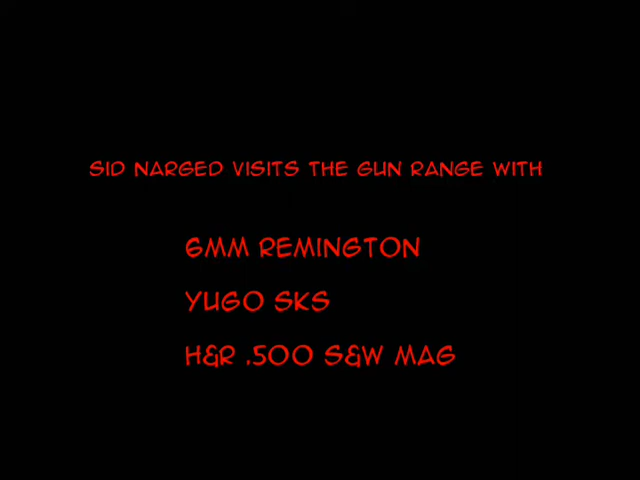 SID NARGED VISITS THE GUN RANGE WITH
6MM REMINGTON
YUGO SKS
H&R .500 S&W MAG